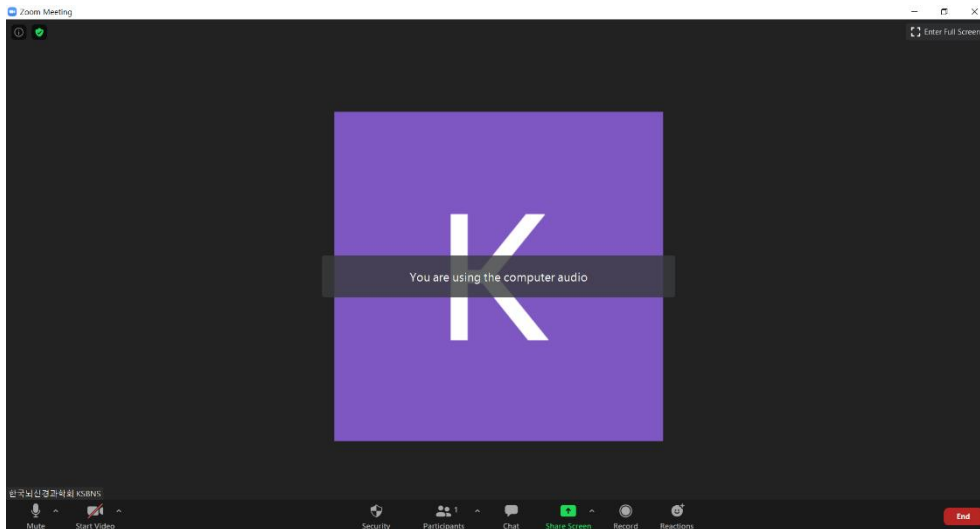 Zoom Meeting
Enter Full Screen
K
You are using the computer audio
한국뇌신경과학회 KSBNS
Mute
Start Video
Security
Participants
1
Chat
Share Screen
Record
Reactions
End